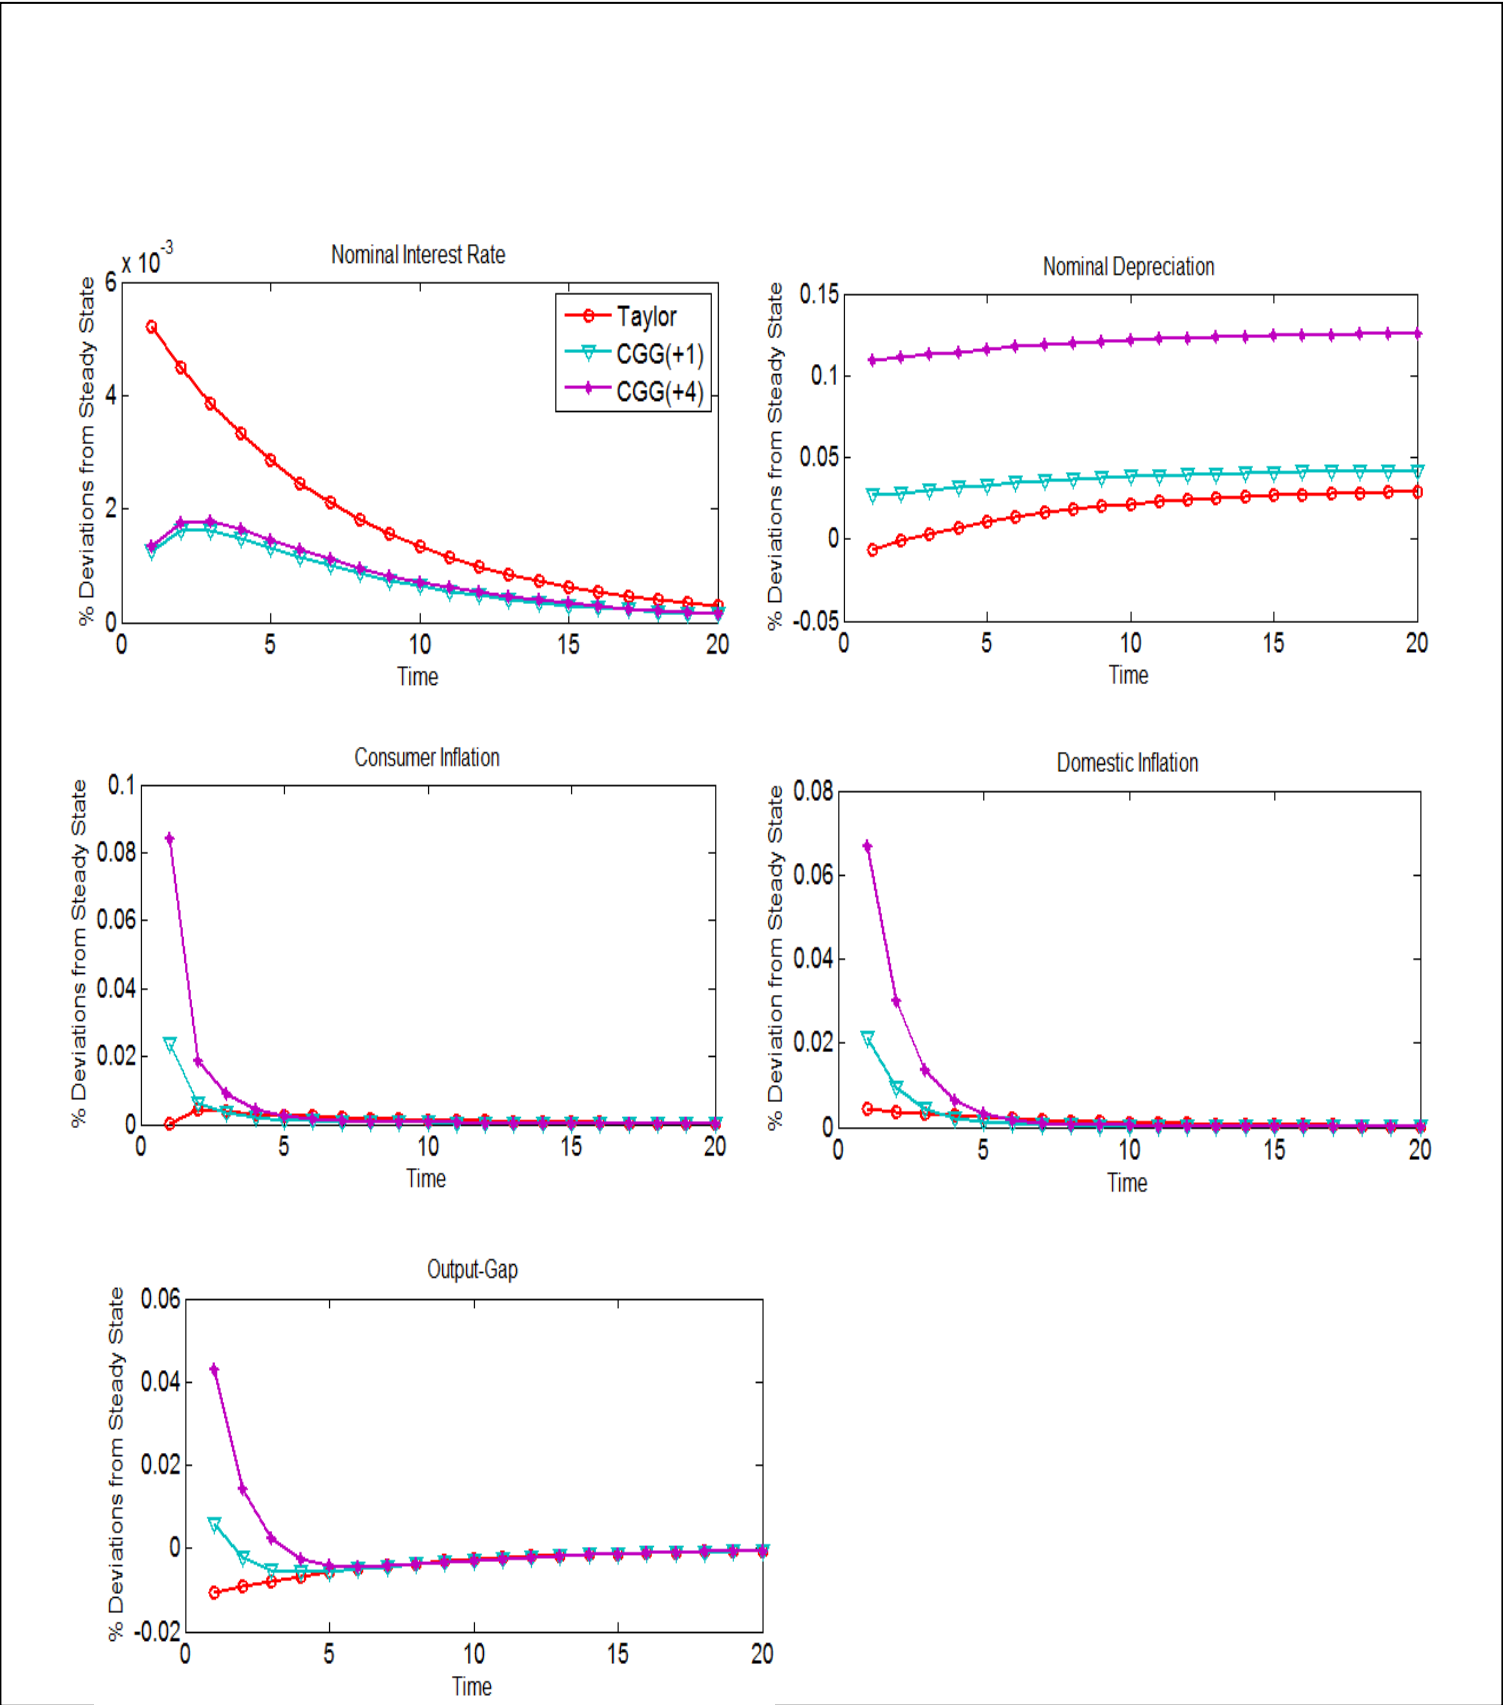 Nominal Interest Rate
x 10^-3
% Deviations from Steady State
6
4
2
0
0 5 10 15 20
Time
Taylor
CGG(+1)
CGG(+4)
Nominal Depreciation
% Deviations from Steady State
0.15
0.1
0.05
0
-0.05
0 5 10 15 20
Time
Consumer Inflation
% Deviations from Steady State
0.1
0.08
0.06
0.04
0.02
0
0 5 10 15 20
Time
Domestic Inflation
% Deviation from Steady State
0.08
0.06
0.04
0.02
0
0 5 10 15 20
Time
Output-Gap
% Deviations from Steady State
0.06
0.04
0.02
0
-0.02
0 5 10 15 20
Time